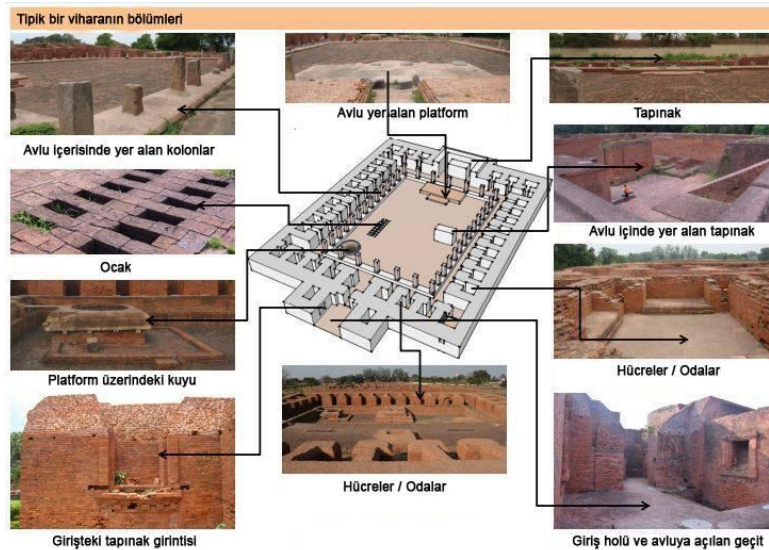 Tipik bir viharanın bölümleri
Avlu içerisinde yer alan kolonlar
Avlu yer alan platform
Tapınak
Ocak
Avlu içinde yer alan tapınak
Platform üzerindeki kuyu
Hücreler / Odalar
Girişteki tapınak girintisi
Hücreler / Odalar
Giriş holü ve avluya açılan geçit